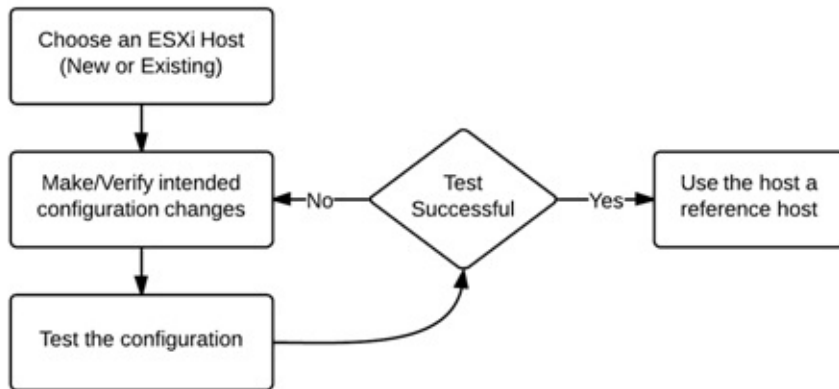 Choose an ESXi Host
(New or Existing)
Make/Verify intended
configuration changes
No
Test
Successful
Yes
Use the host a
reference host
Test the configuration